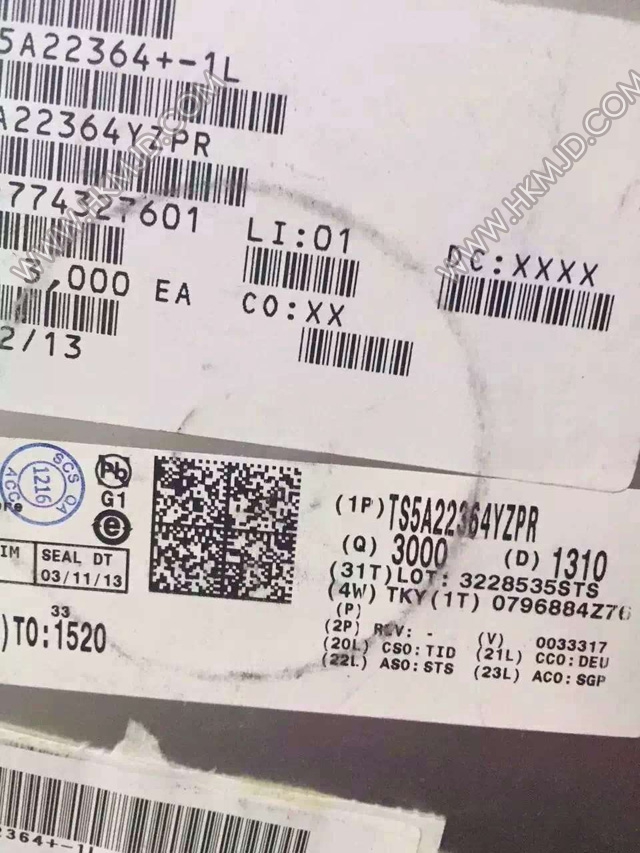 5A22364+-1L
A22364YZPR
774327601
LI:01
DC:XXXX
3,000 EA
CO:XX
2/13
WWW.HKMJD.COM
WWW.HKMJD.COM
SCS QA
1216
ACC
Pb
G1
e
IM
SEAL DT
03/11/13
33
)TO:1520
(1P)TS5A22364YZPR
(Q) 3000 (D) 1310
(31T)LOT: 3228535STS
(4W) TKY(1T) 0796884Z76
(P)
(2P) REV: - (V) 0033317
(20L) CSO:TID (21L) CCO:DEU
(22L) ASO:STS (23L) ACO:SGP
2364+-1L